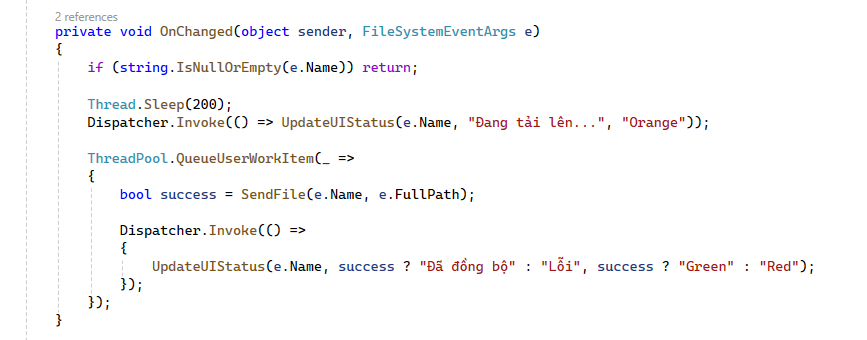 2 references
private void OnChanged(object sender, FileSystemEventArgs e)
{
if (string.IsNullOrEmpty(e.Name)) return;
Thread.Sleep(200);
Dispatcher.Invoke(() => UpdateUIStatus(e.Name, "Đang tải lên...", "Orange"));
ThreadPool.QueueUserWorkItem(_ =>
{
bool success = SendFile(e.Name, e.FullPath);
Dispatcher.Invoke(() =>
{
UpdateUIStatus(e.Name, success ? "Đã đồng bộ" : "Lỗi", success ? "Green" : "Red");
});
});
}